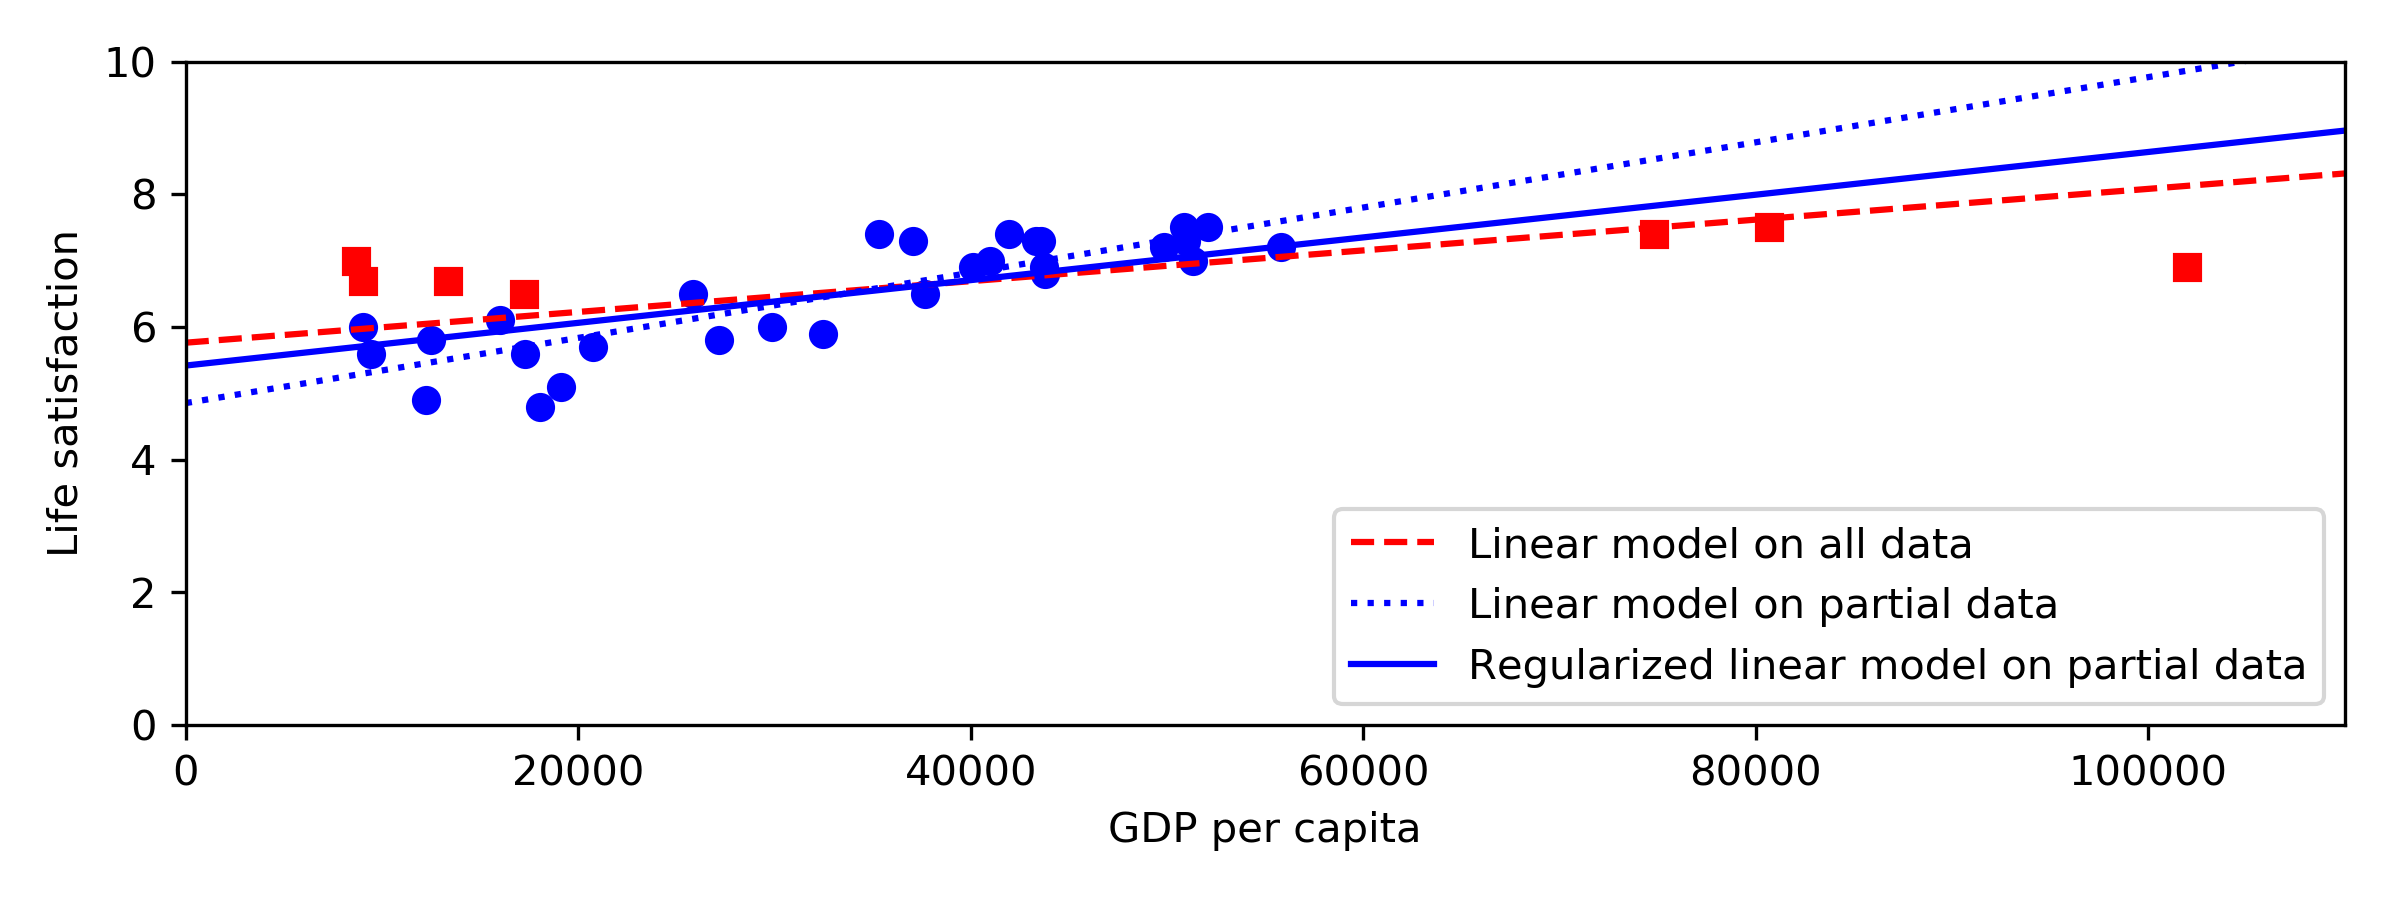 10
8
6
4
2
0
Life satisfaction
Linear model on all data
Linear model on partial data
Regularized linear model on partial data
0 20000 40000 60000 80000 100000
GDP per capita